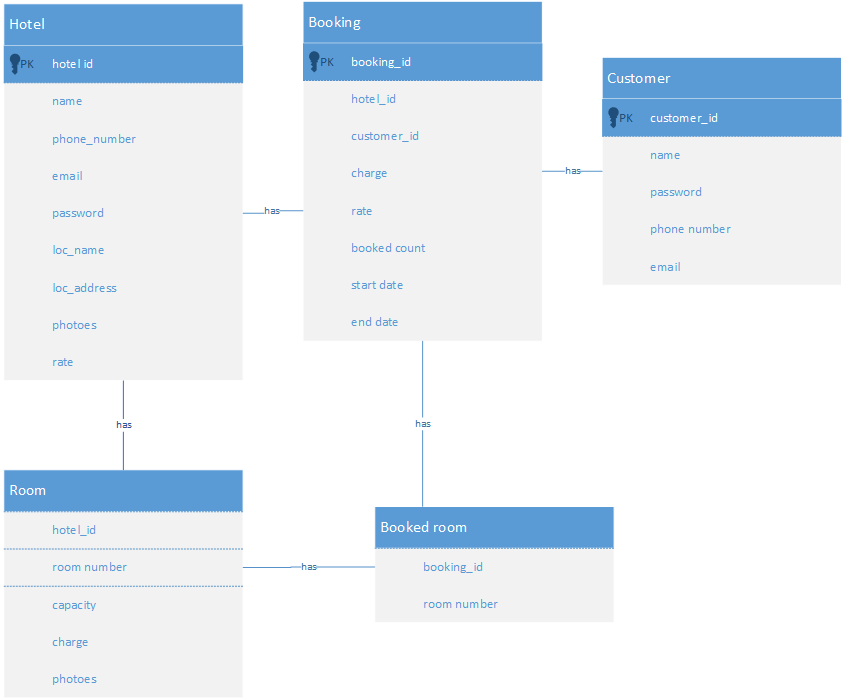 Hotel
PK hotel id
name
phone_number
email
password
loc_name
loc_address
photoes
rate
has
Booking
PK booking_id
hotel_id
customer_id
charge
rate
booked count
start date
end date
has
Customer
PK customer_id
name
password
phone number
email
has
has
Room
hotel_id
room number
capacity
charge
photoes
has
Booked room
booking_id
room number